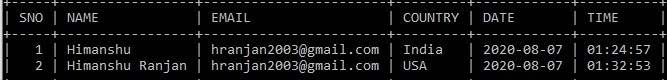 SNO | NAME | EMAIL | COUNTRY | DATE | TIME
1 | Himanshu | hranjan2003@gmail.com | India | 2020-08-07 | 01:24:57
2 | Himanshu Ranjan | hranjan2003@gmail.com | USA | 2020-08-07 | 01:32:53